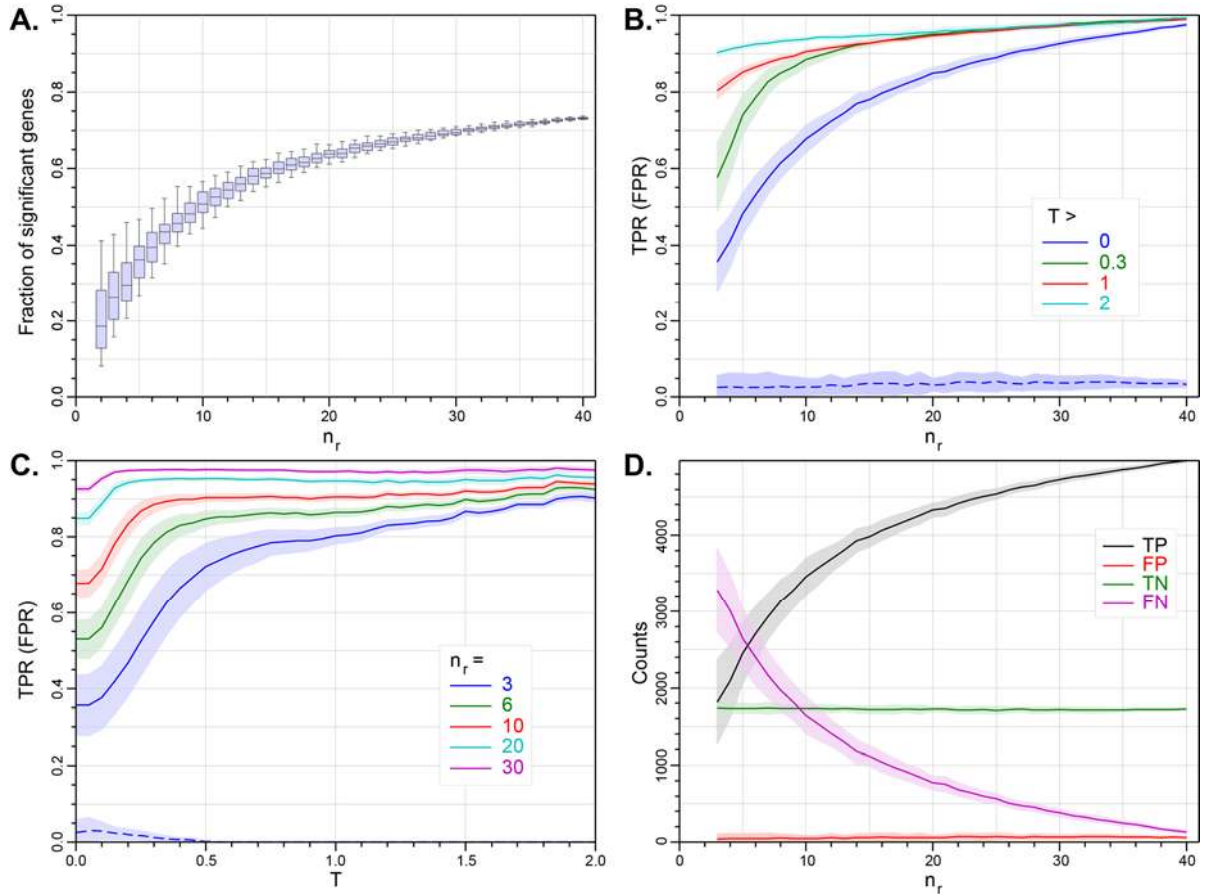 A.
Fraction of significant genes
0.0 0.2 0.4 0.6 0.8 1.0
0 10 20 30 40
nr
B.
TPR (FPR)
0.0 0.2 0.4 0.6 0.8 1.0
T >
0
0.3
1
2
0 10 20 30 40
nr
C.
TPR (FPR)
0.0 0.2 0.4 0.6 0.8 1.0
nr =
3
6
10
20
30
0.0 0.5 1.0 1.5 2.0
T
D.
Counts
0 1000 2000 3000 4000
TP
FP
TN
FN
0 10 20 30 40
nr